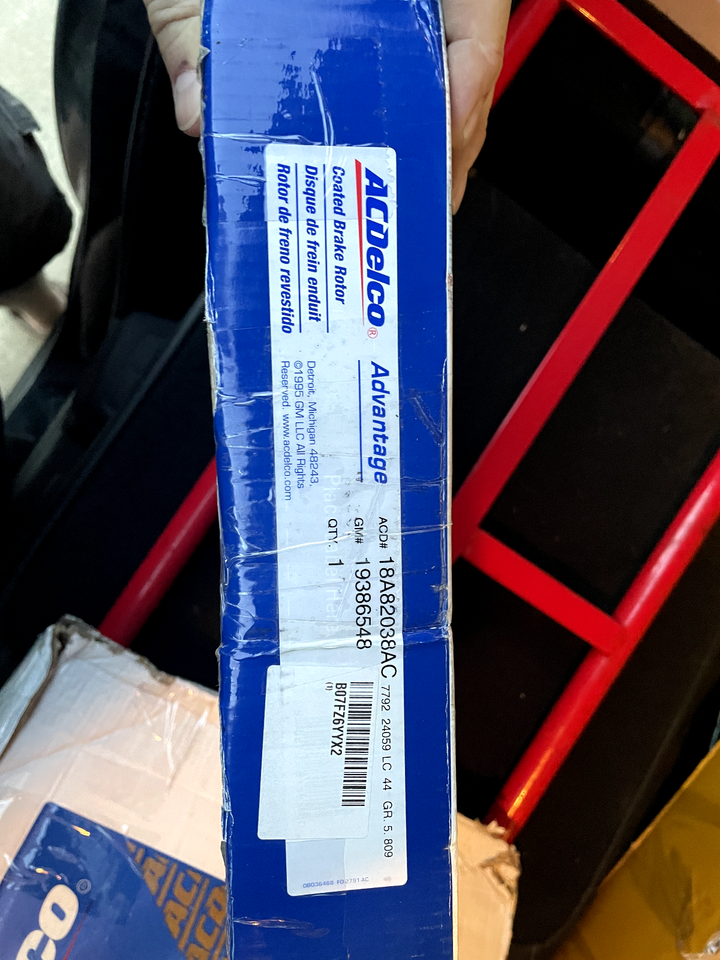 ACDelco®
Coated Brake Rotor
Disque de frein enduit
Rotor de freno revestido
Advantage
Detroit, Michigan 48243.
©1995 GM LLC All Rights
Reserved. www.acdelco.com
ACD# 18A82038AC
GM# 19386548
QTY. 1
7792 24059 LC 44 GR. 5. 809
B07FZ6YYX2
(1)